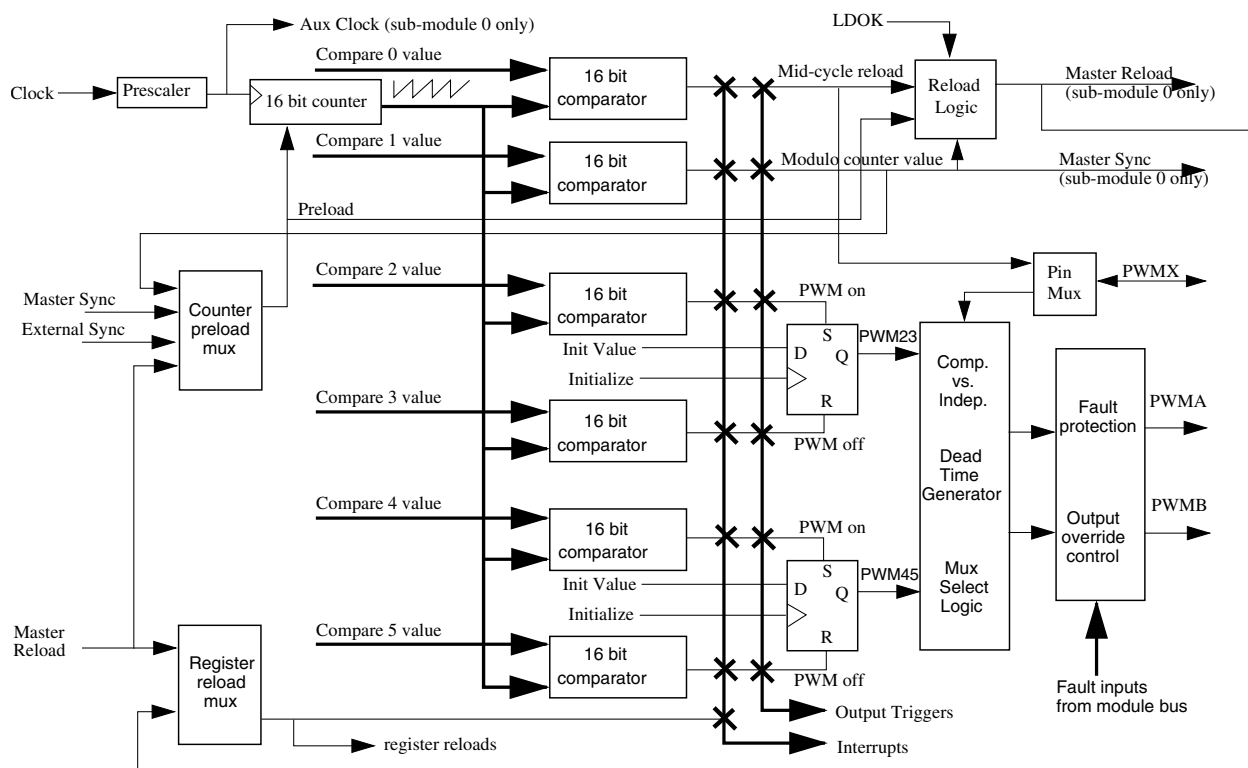 Aux Clock (sub-module 0 only)
LDOK
Compare 0 value
Clock
Prescaler
16 bit counter
16 bit
comparator
Mid-cycle reload
Reload
Logic
Master Reload
(sub-module 0 only)
Compare 1 value
16 bit
comparator
Modulo counter value
Master Sync
(sub-module 0 only)
Preload
Compare 2 value
Counter
preload
mux
Master Sync
External Sync
16 bit
comparator
PWM on
Pin
Mux
PWMX
Init Value
Initialize
D
S
Q
R
PWM23
Compare 3 value
16 bit
comparator
PWM off
Comp.
vs.
Indep.
Dead
Time
Generator
Mux
Select
Logic
Fault
protection
Output
override
control
PWMA
PWMB
Compare 4 value
16 bit
comparator
PWM on
Init Value
Initialize
D
S
Q
R
PWM45
Master
Reload
Register
reload
mux
Compare 5 value
16 bit
comparator
PWM off
Fault inputs
from module bus
Output Triggers
register reloads
Interrupts